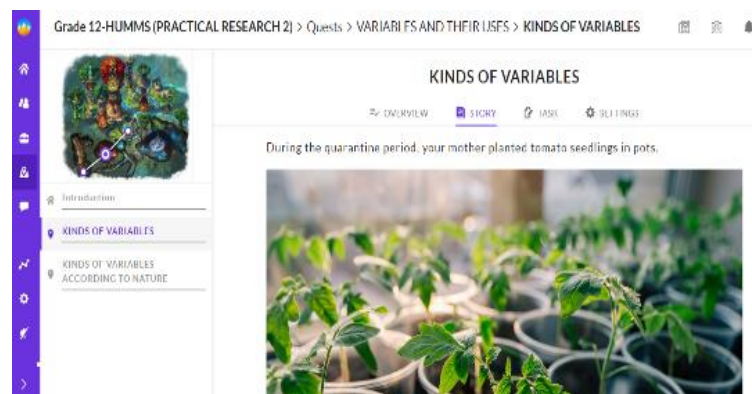 Grade 12-HUMMS (PRACTICAL RESEARCH 2) > Quests > VARIABLES AND THEIR USES > KINDS OF VARIABLES
KINDS OF VARIABLES
OVERVIEW STORY TASK SETTINGS
During the quarantine period, your mother planted tomato seedlings in pots.
Introduction
KINDS OF VARIABLES
KINDS OF VARIABLES
ACCORDING TO NATURE